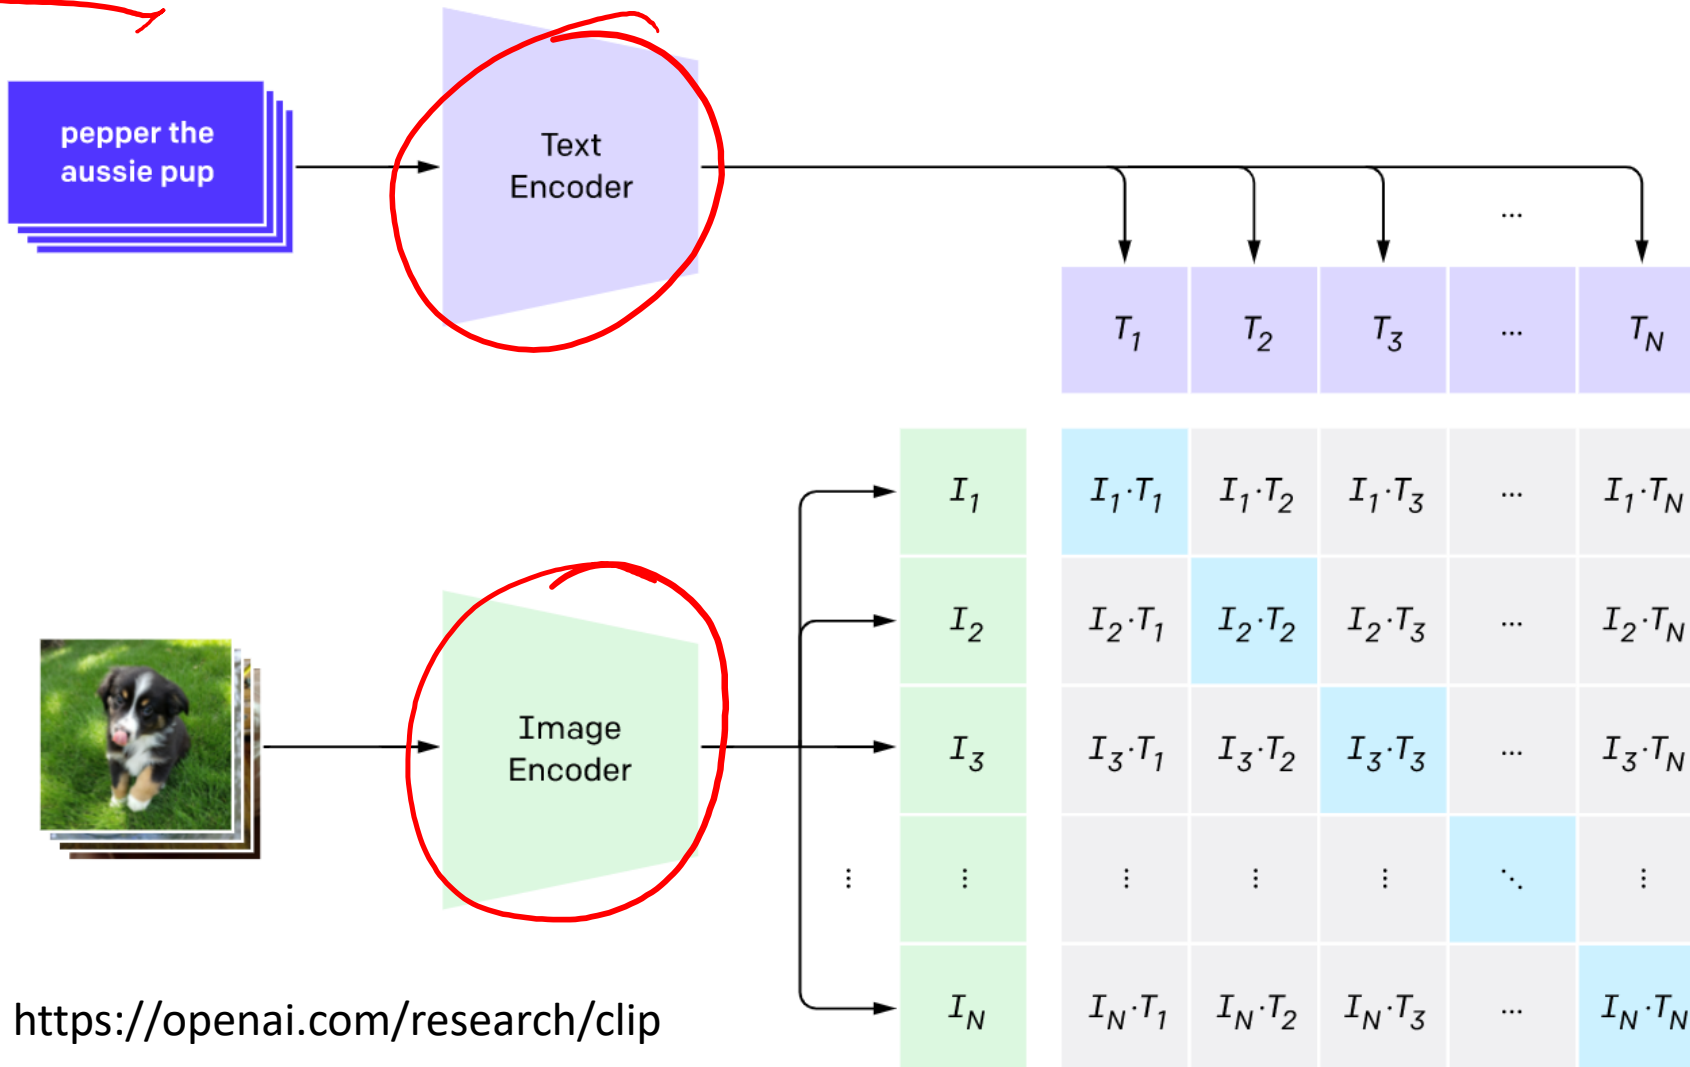 pepper the
aussie pup
Text
Encoder
...
T1 T2 T3 ... TN
I1 I1·T1 I1·T2 I1·T3 ... I1·TN
I2 I2·T1 I2·T2 I2·T3 ... I2·TN
Image
Encoder
I3 I3·T1 I3·T2 I3·T3 ... I3·TN
⋮ ⋮ ⋮ ⋮ ⋮ ⋱ ⋮
IN IN·T1 IN·T2 IN·T3 ... IN·TN
https://openai.com/research/clip